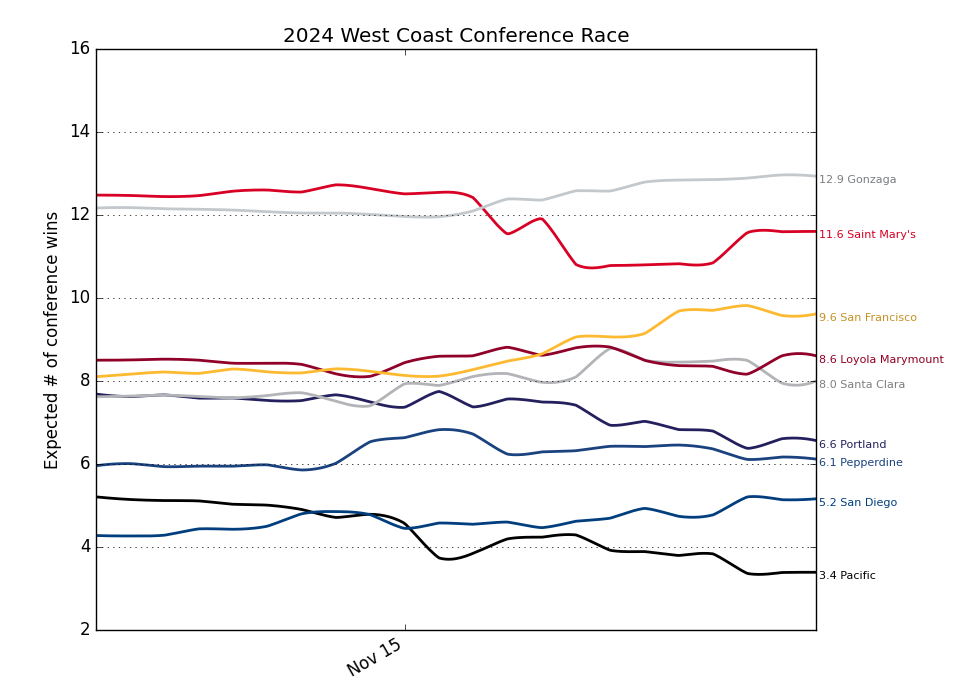 2024 West Coast Conference Race
Expected # of conference wins
16
14
12
10
8
6
4
2
Nov 15
12.9 Gonzaga
11.6 Saint Mary's
9.6 San Francisco
8.6 Loyola Marymount
8.0 Santa Clara
6.6 Portland
6.1 Pepperdine
5.2 San Diego
3.4 Pacific